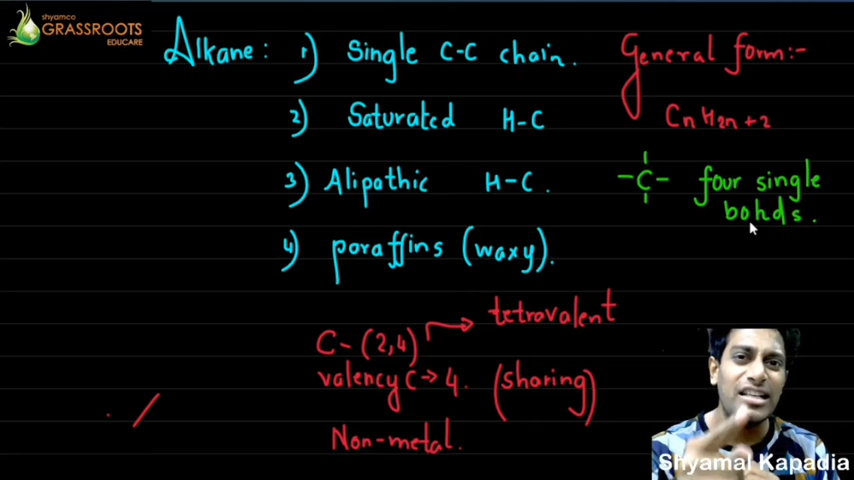 shyamco
GRASSROOTS
EDUCARE
Alkane : 1) Single C-C chain.
2) Saturated H-C
3) Alipathic H-C.
4) poraffins (waxy).
General form:-
CnH2n+2
-C- four single
bohds.
C-(2,4) → tetravalent
valency C→4. (sharing)
Non-metal.
Shyamal Kapadia